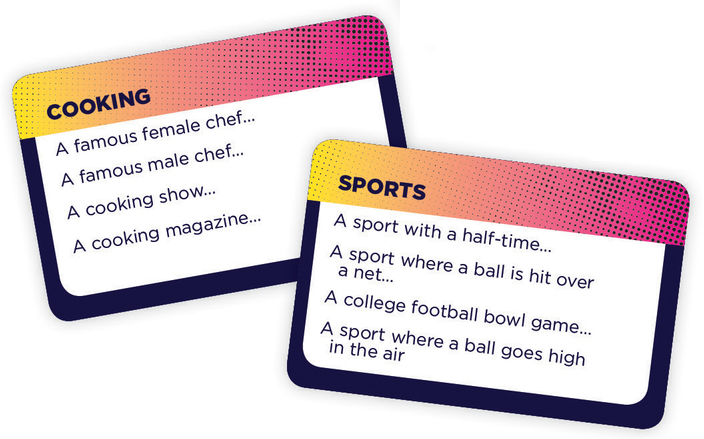 COOKING
A famous female chef...
A famous male chef...
A cooking show...
A cooking magazine...
SPORTS
A sport with a half-time...
A sport where a ball is hit over
a net...
A college football bowl game...
A sport where a ball goes high
in the air